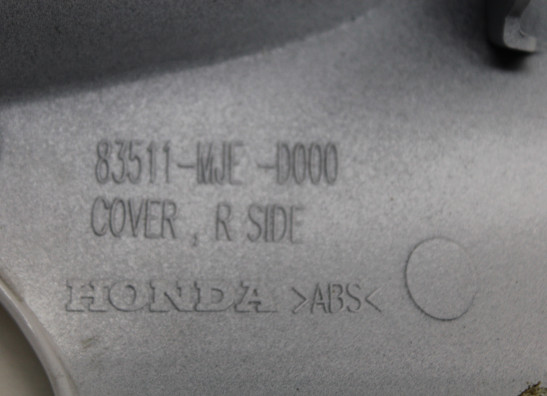 83511-MJE -D000
COVER , R SIDE
HONDA >ABS<